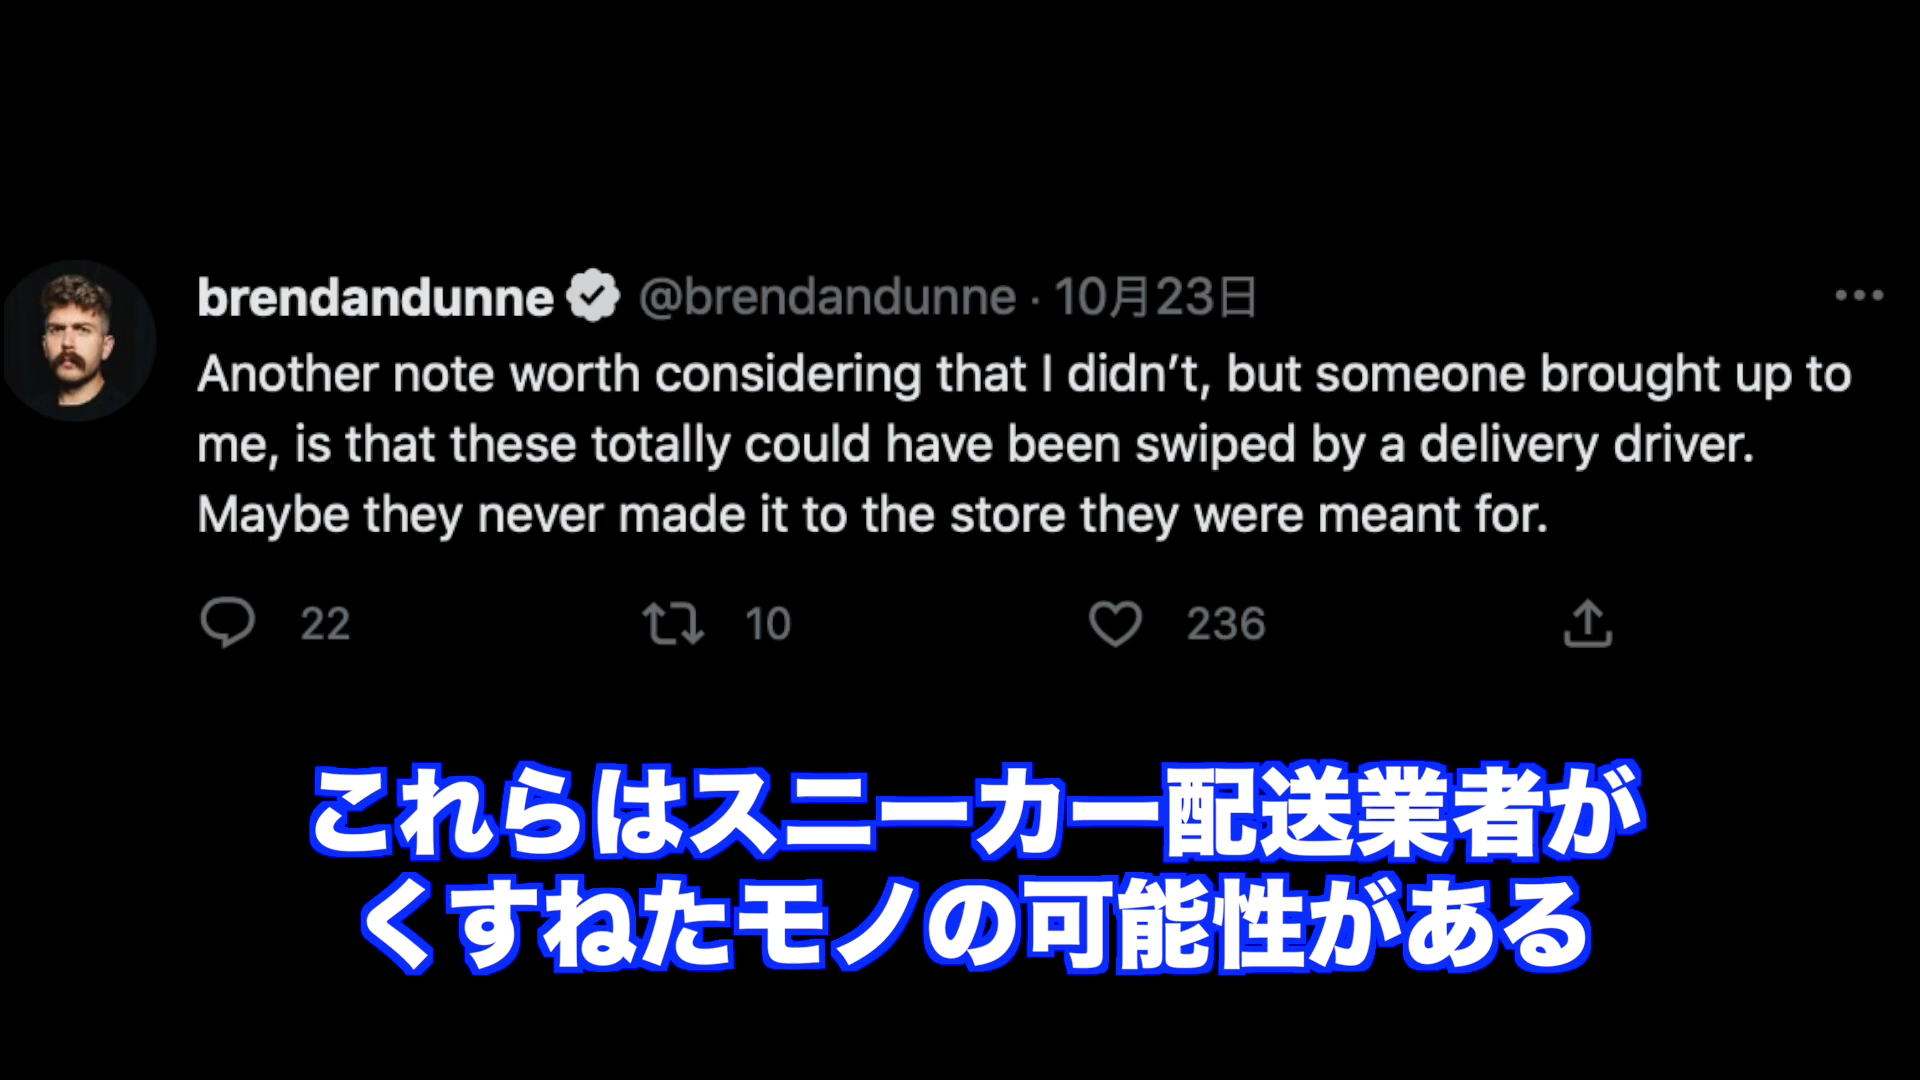 brendandunne @brendandunne · 10月23日
Another note worth considering that I didn’t, but someone brought up to
me, is that these totally could have been swiped by a delivery driver.
Maybe they never made it to the store they were meant for.
22 10 236
これらはスニーカー配送業者が
くすねたモノの可能性がある